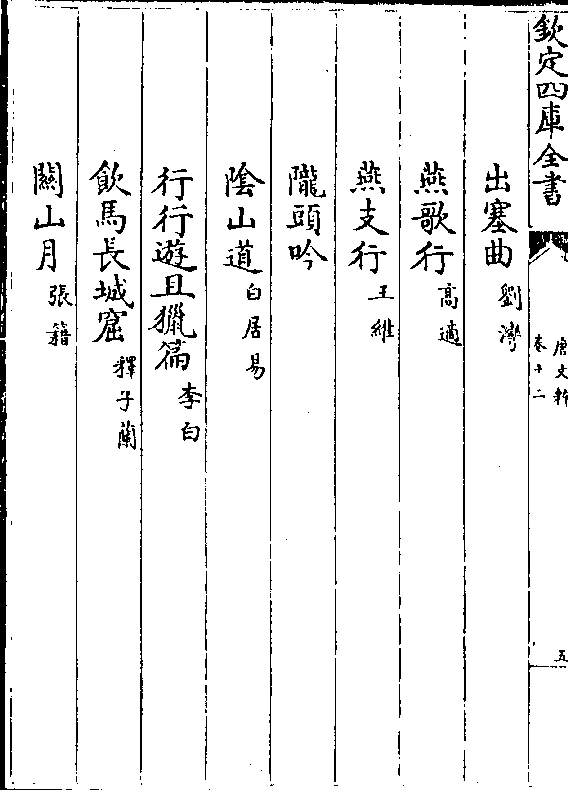 欽定四庫全書
唐文粹
卷十二
五
出塞曲 劉灣
燕歌行 高適
燕支行 王維
隴頭吟
陰山道 白居易
行行遊且獵篇 李白
飲馬長城窟 釋子蘭
關山月 張籍